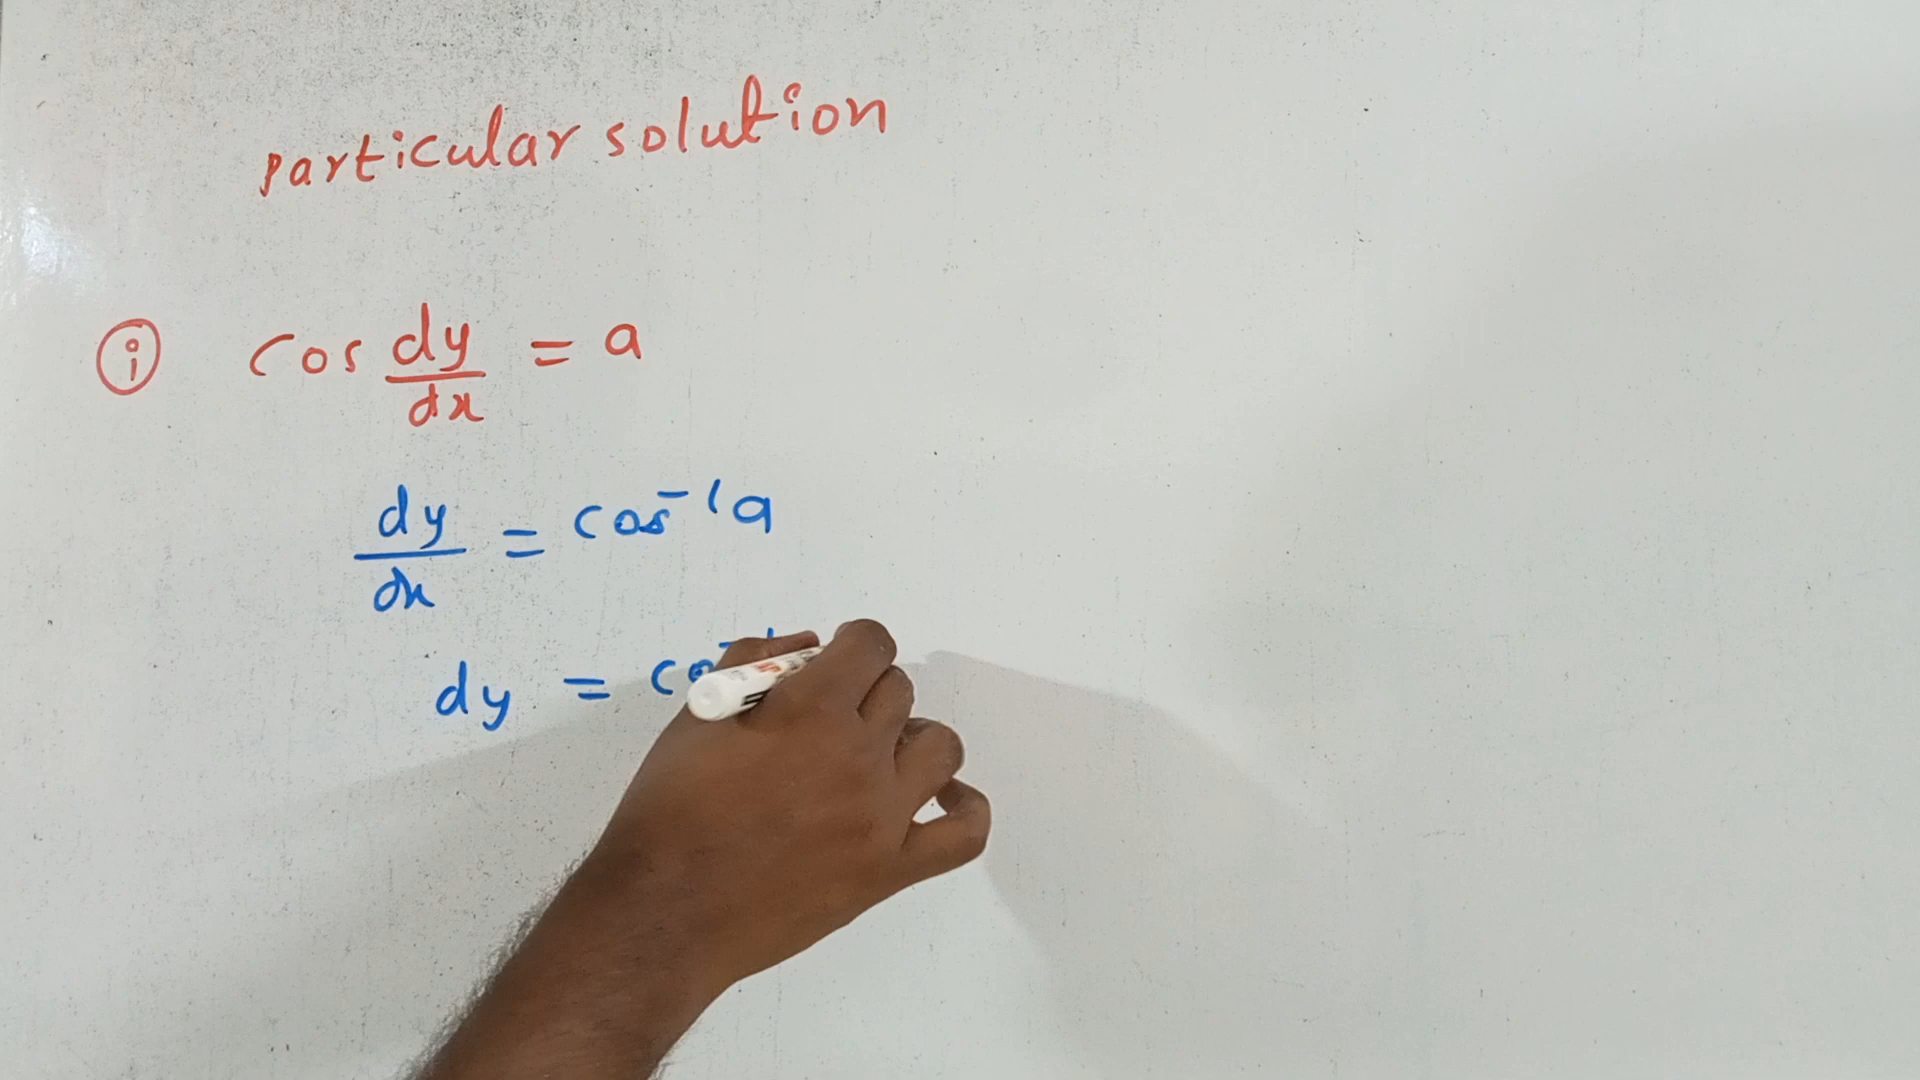 particular solution
(i) cos dy/dx = a
dy/dx = cos⁻¹a
dy =